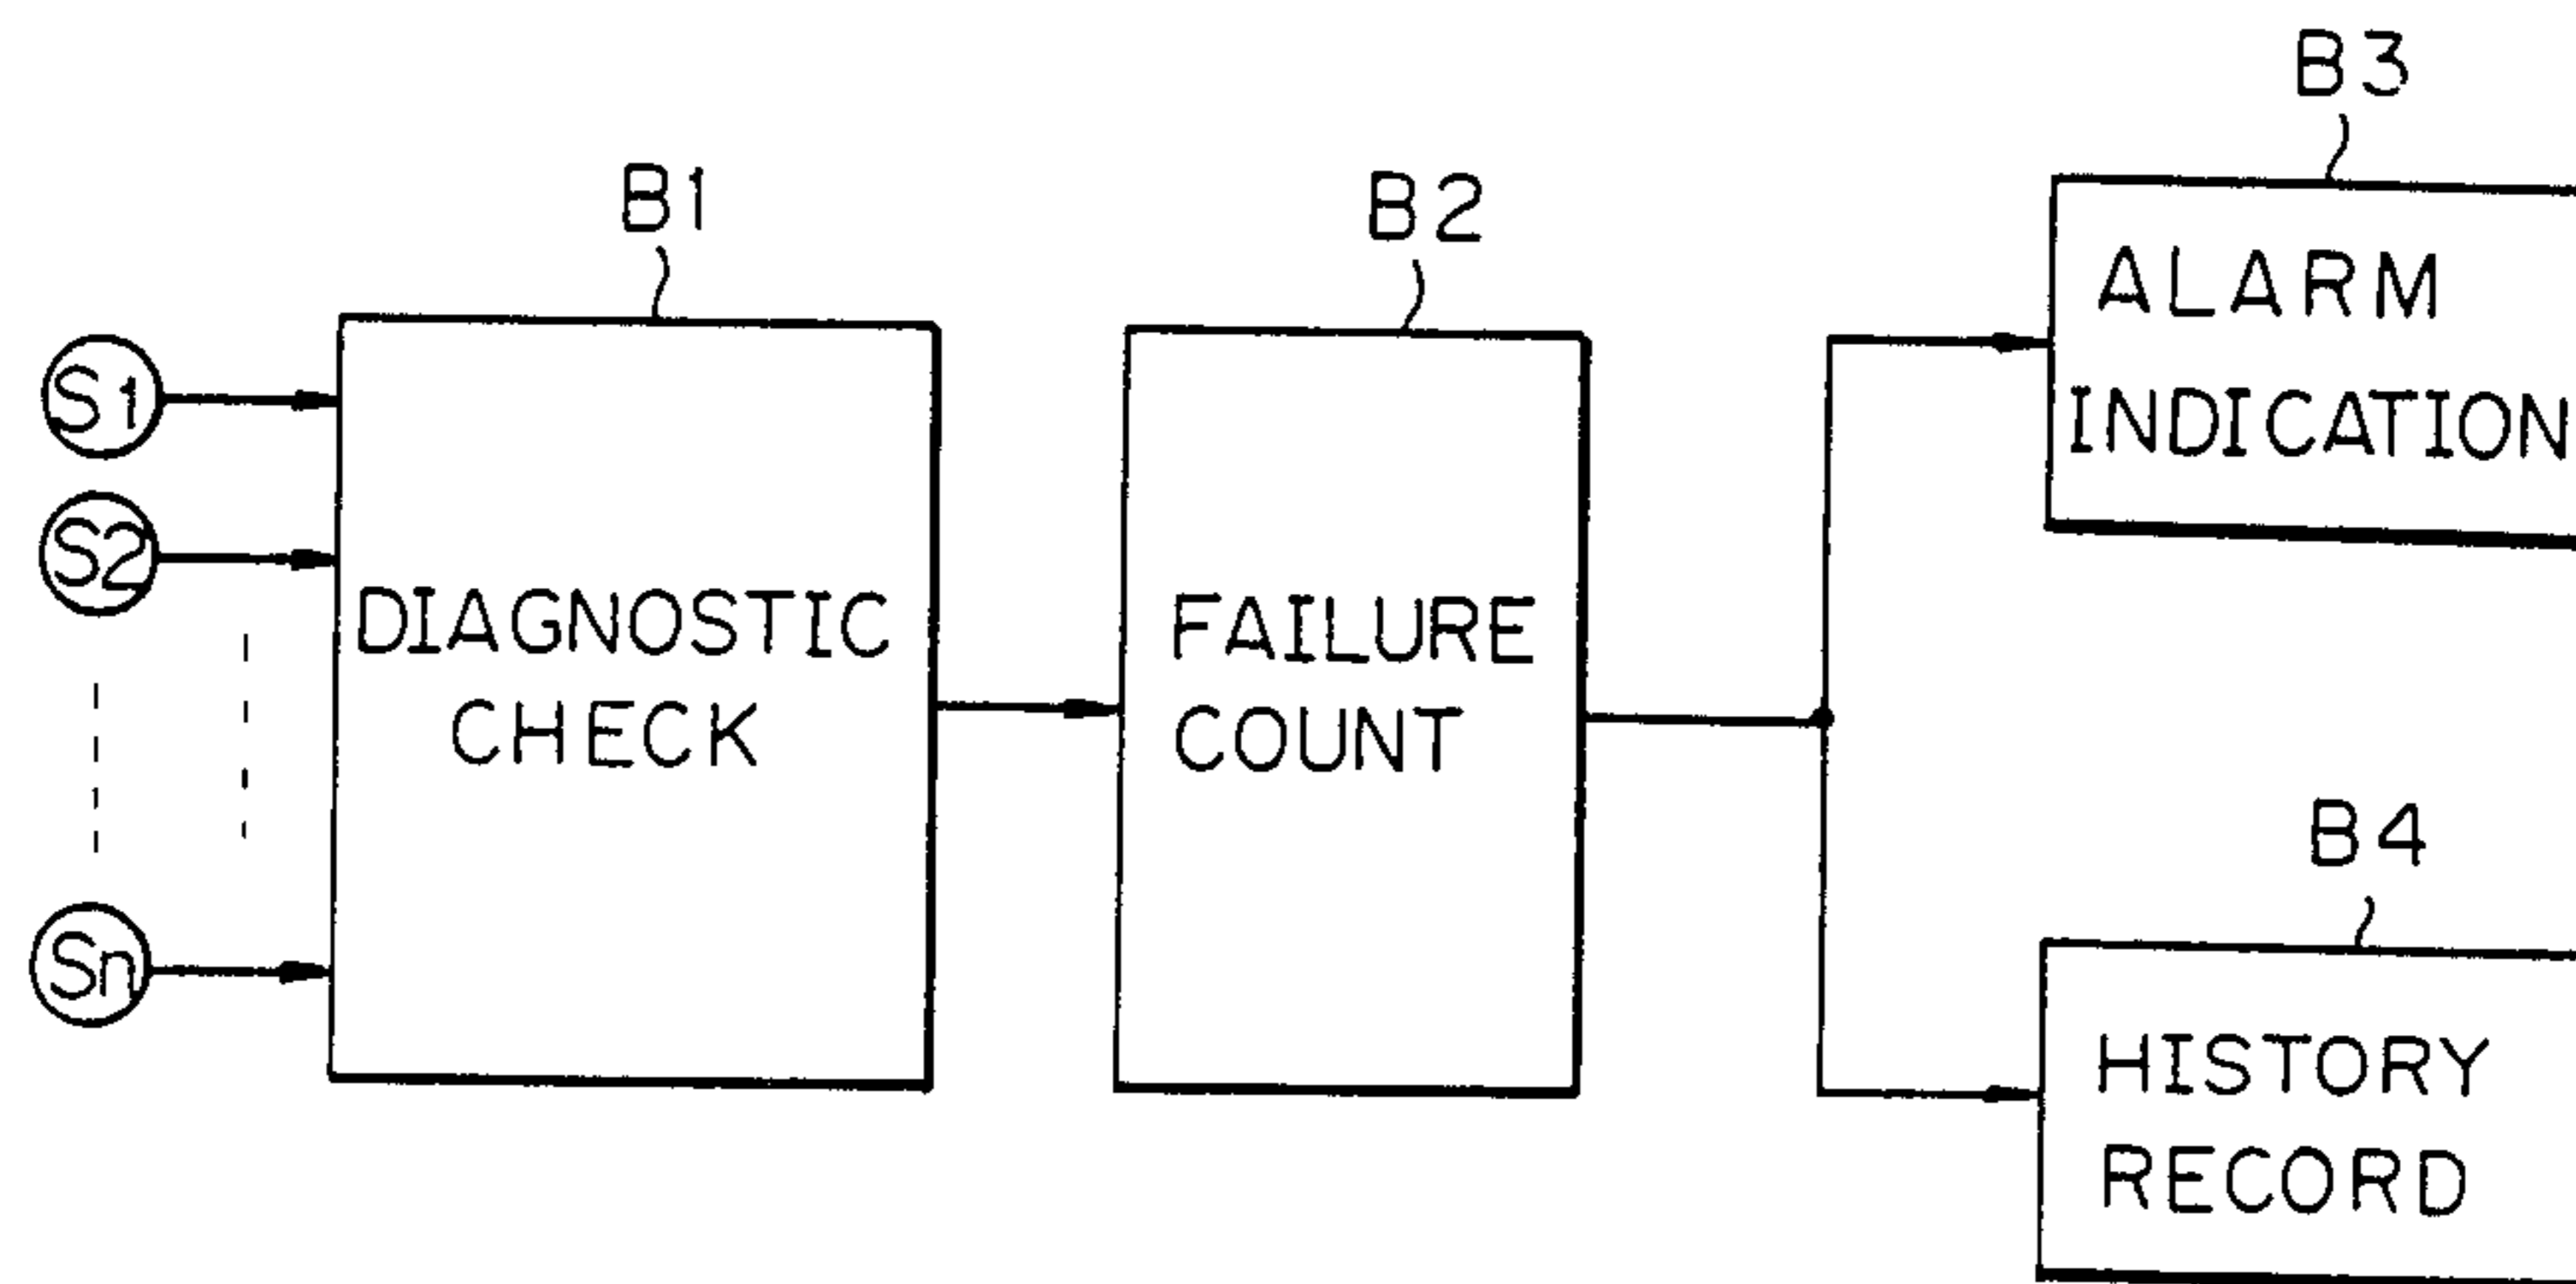 B1
B2
B3
B4
S1
S2
Sn
DIAGNOSTIC
CHECK
FAILURE
COUNT
ALARM
INDICATION
HISTORY
RECORD